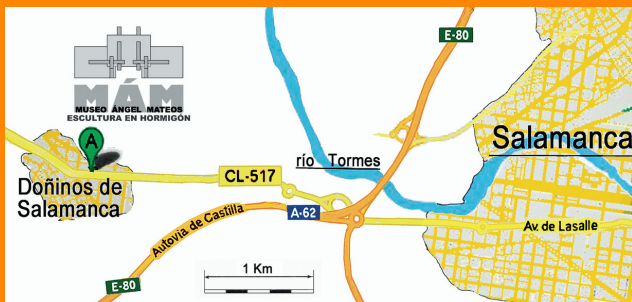 E-80
MÁM
MUSEO ÁNGEL MATEOS
ESCULTURA EN HORMIGÓN
A
Salamanca
río Tormes
CL-517
Doñinos de
Salamanca
A-62
Autovía de Castilla
Av. de Lasalle
1 Km
E-80